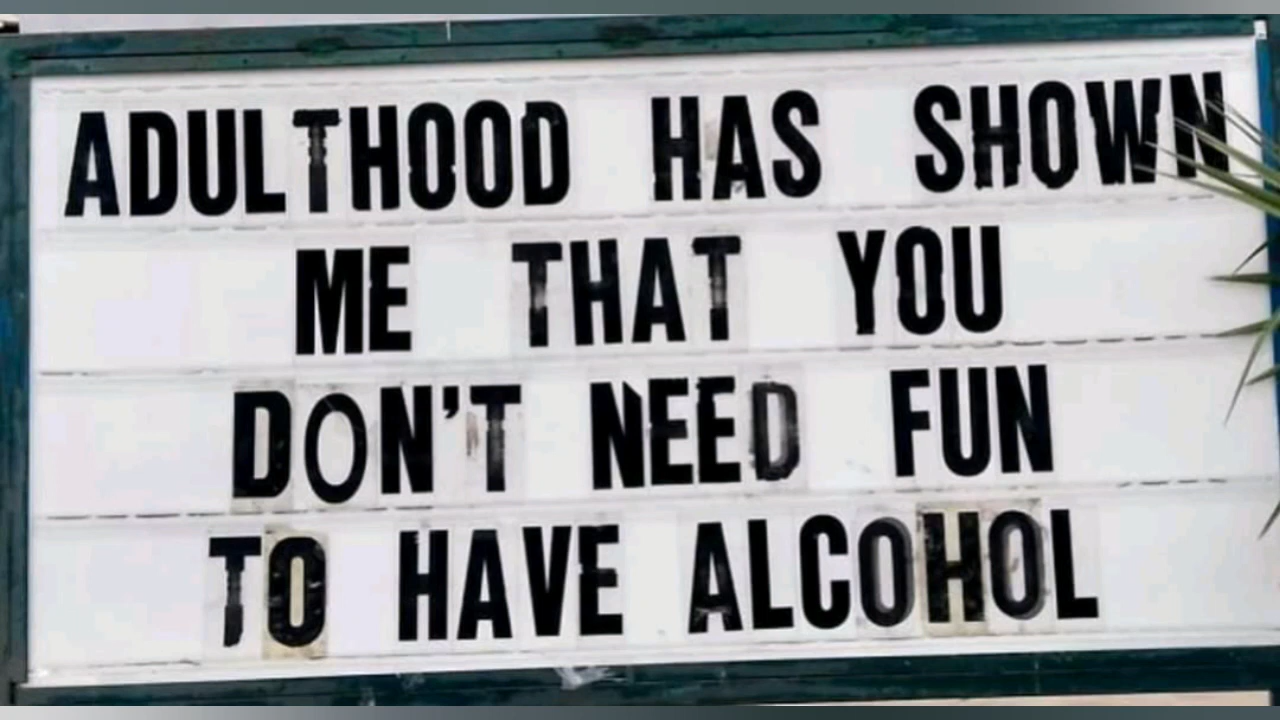 ADULTHOOD HAS SHOWN
ME THAT YOU
DON'T NEED FUN
TO HAVE ALCOHOL